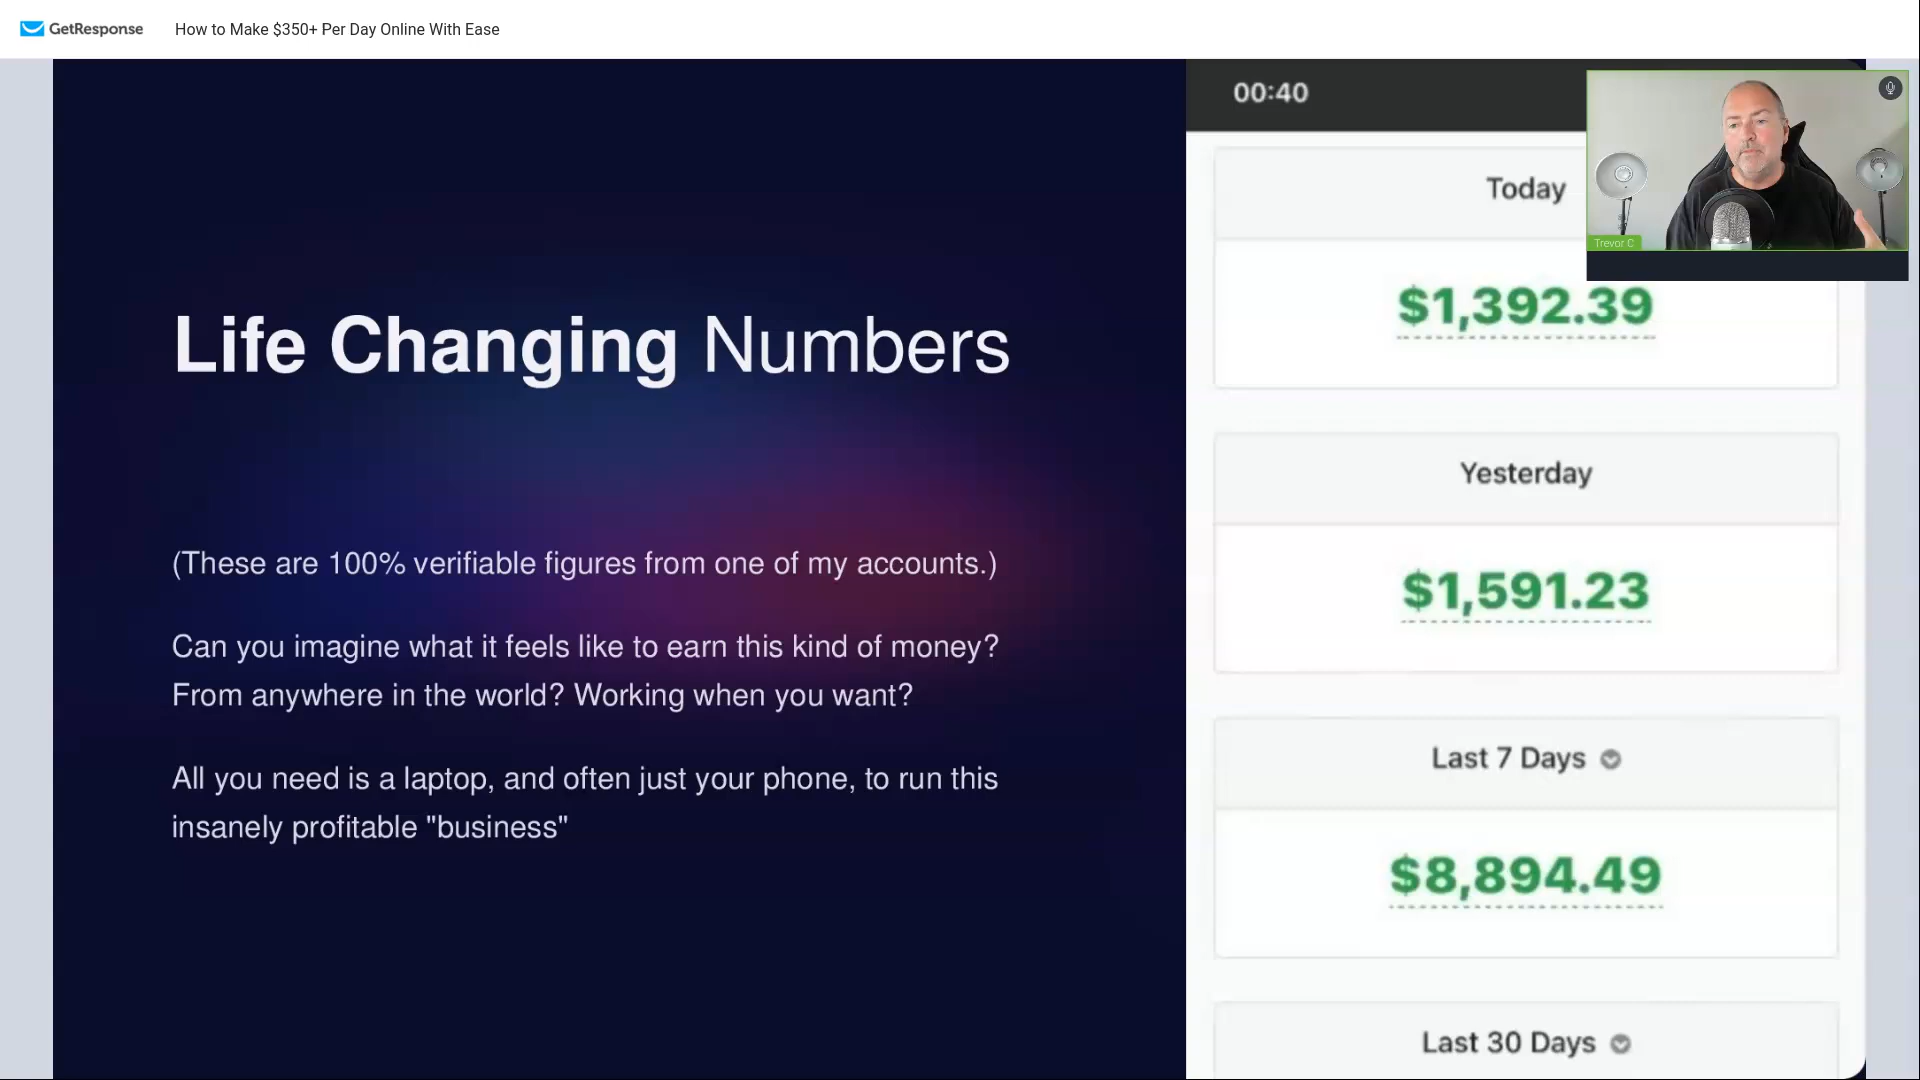 GetResponse
How to Make $350+ Per Day Online With Ease
Life Changing Numbers
(These are 100% verifiable figures from one of my accounts.)
Can you imagine what it feels like to earn this kind of money?
From anywhere in the world? Working when you want?
All you need is a laptop, and often just your phone, to run this
insanely profitable "business"
00:40
Today
$1,392.39
Yesterday
$1,591.23
Last 7 Days
$8,894.49
Last 30 Days
Trevor C